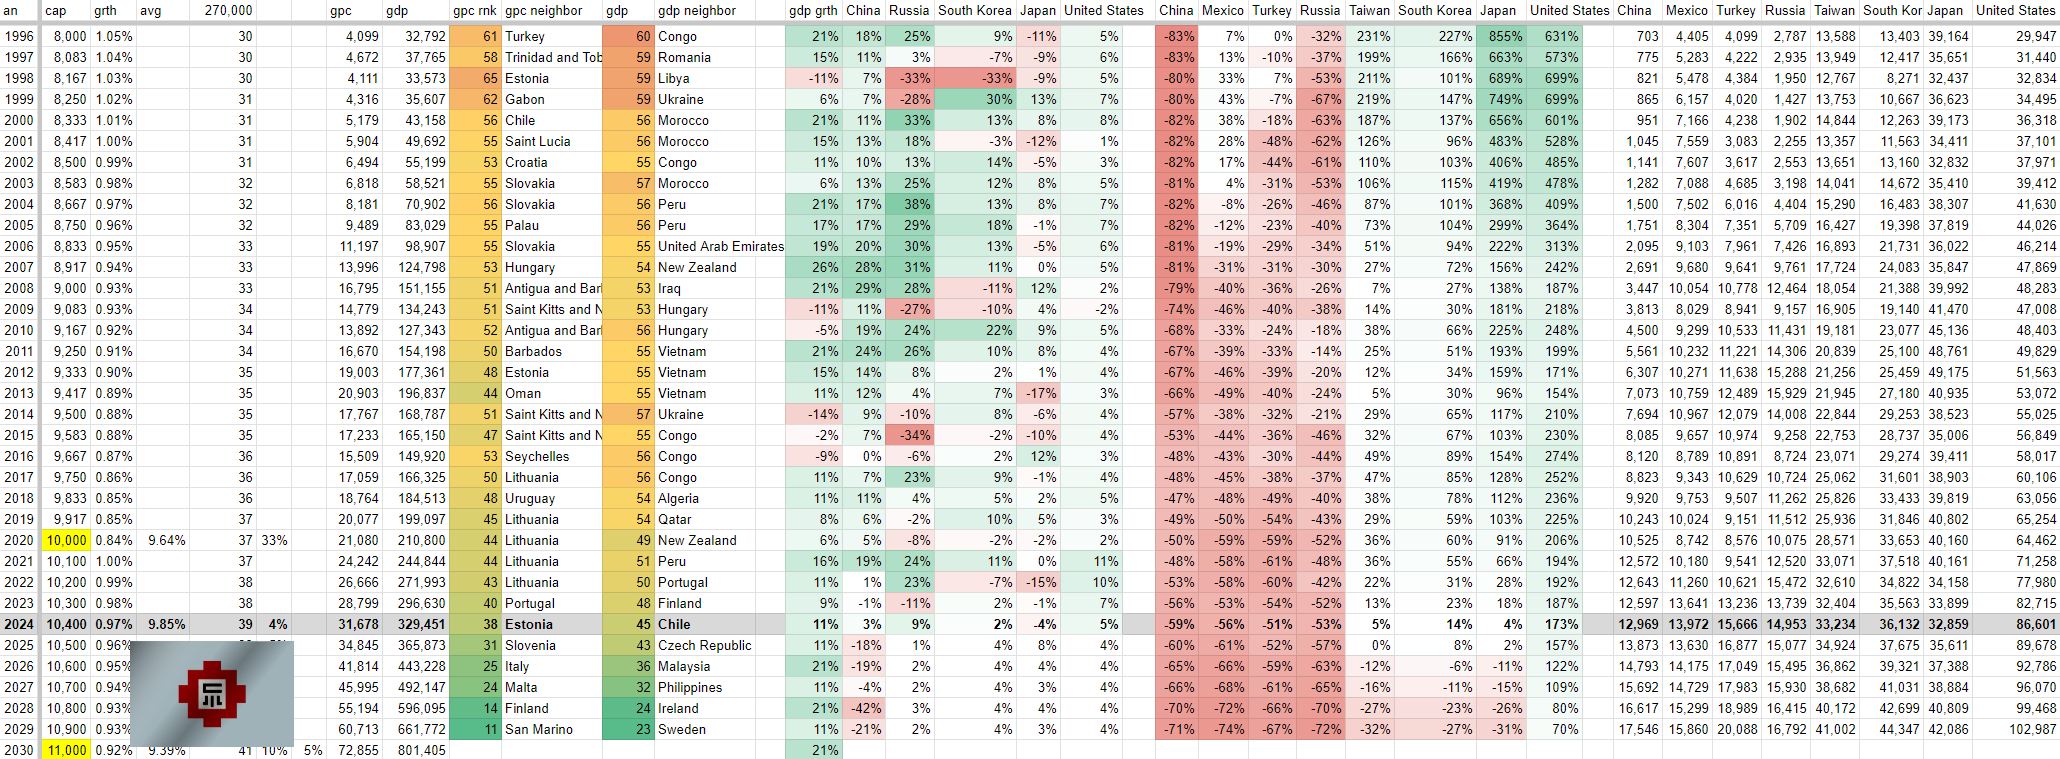 an cap grth avg 270,000 gpc gdp gpc rnk gpc neighbor gdp gdp neighbor gdp grth China Russia South Korea Japan United States China Mexico Turkey Russia Taiwan South Korea Japan United States China Mexico Turkey Russia Taiwan South Kor Japan United States
1996 8,000 1.05% 30 4,099 32,792 61 Turkey 60 Congo 21% 18% 25% 9% -11% 5% -83% 7% 0% -32% 231% 227% 855% 631% 703 4,405 4,099 2,787 13,588 13,403 39,164 29,947
1997 8,083 1.04% 30 4,672 37,765 58 Trinidad and Tob 59 Romania 15% 11% 3% -7% -9% 6% -83% 13% -10% -37% 199% 166% 663% 573% 775 5,283 4,222 2,935 13,949 12,417 35,651 31,440
1998 8,167 1.03% 30 4,111 33,573 65 Estonia 59 Libya -11% 7% -33% -33% -9% 5% -80% 33% 7% -53% 211% 101% 689% 699% 821 5,478 4,384 1,950 12,767 8,271 32,437 32,834
1999 8,250 1.02% 31 4,316 35,607 62 Gabon 59 Ukraine 6% 7% -28% 30% 13% 7% -80% 43% -7% -67% 219% 147% 749% 699% 865 6,157 4,020 1,427 13,753 10,667 36,623 34,495
2000 8,333 1.01% 31 5,179 43,158 56 Chile 56 Morocco 21% 11% 33% 13% 8% 8% -82% 38% -18% -63% 187% 137% 656% 601% 951 7,166 4,238 1,902 14,844 12,263 39,173 36,318
2001 8,417 1.00% 31 5,904 49,692 55 Saint Lucia 56 Morocco 15% 13% 18% -3% -12% 1% -82% 28% -48% -62% 126% 96% 483% 528% 1,045 7,559 3,083 2,255 13,357 11,563 34,411 37,101
2002 8,500 0.99% 31 6,494 55,199 53 Croatia 55 Congo 11% 10% 13% 14% -5% 3% -82% 17% -44% -61% 110% 103% 406% 485% 1,141 7,607 3,617 2,553 13,651 13,160 32,832 37,971
2003 8,583 0.98% 32 6,818 58,521 55 Slovakia 57 Morocco 6% 13% 25% 12% 8% 5% -81% 4% -31% -53% 106% 115% 419% 478% 1,282 7,088 4,685 3,198 14,041 14,672 35,410 39,412
2004 8,667 0.97% 32 8,181 70,902 56 Slovakia 56 Peru 21% 17% 38% 13% 8% 7% -82% -8% -26% -46% 87% 101% 368% 409% 1,500 7,502 6,016 4,404 15,290 16,483 38,307 41,630
2005 8,750 0.96% 32 9,489 83,029 55 Palau 56 Peru 17% 17% 29% 18% -1% 7% -82% -12% -23% -40% 73% 104% 299% 364% 1,751 8,304 7,351 5,709 16,427 19,398 37,819 44,026
2006 8,833 0.95% 33 11,197 98,907 55 Slovakia 55 United Arab Emirates 19% 20% 30% 13% -5% 6% -81% -19% -29% -34% 51% 94% 222% 313% 2,095 9,103 7,961 7,426 16,893 21,731 36,022 46,214
2007 8,917 0.94% 33 13,996 124,798 53 Hungary 54 New Zealand 26% 28% 31% 11% 0% 5% -81% -31% -31% -30% 27% 72% 156% 242% 2,691 9,680 9,641 9,761 17,724 24,083 35,847 47,869
2008 9,000 0.93% 33 16,795 151,155 51 Antigua and Barl 53 Iraq 21% 29% 28% -11% 12% 2% -79% -40% -36% -26% 7% 27% 138% 187% 3,447 10,054 10,778 12,464 18,054 21,388 39,992 48,283
2009 9,083 0.93% 34 14,779 134,243 51 Saint Kitts and N 53 Hungary -11% 11% -27% -10% 4% -2% -74% -46% -40% -38% 14% 30% 181% 218% 3,813 8,029 8,941 9,157 16,905 19,140 41,470 47,008
2010 9,167 0.92% 34 13,892 127,343 52 Antigua and Barl 56 Hungary -5% 19% 24% 22% 9% 5% -68% -33% -24% -18% 38% 66% 225% 248% 4,500 9,299 10,533 11,431 19,181 23,077 45,136 48,403
2011 9,250 0.91% 34 16,670 154,198 50 Barbados 55 Vietnam 21% 24% 26% 10% 8% 4% -67% -39% -33% -14% 25% 51% 193% 199% 5,561 10,232 11,221 14,306 20,839 25,100 48,761 49,829
2012 9,333 0.90% 35 19,003 177,361 48 Estonia 55 Vietnam 15% 14% 8% 2% 1% 4% -67% -46% -39% -20% 12% 34% 159% 171% 6,307 10,271 11,638 15,288 21,256 25,459 49,175 51,563
2013 9,417 0.89% 35 20,903 196,837 44 Oman 55 Vietnam 11% 12% 4% 7% -17% 3% -66% -49% -40% -24% 5% 30% 96% 154% 7,073 10,759 12,489 15,929 21,945 27,180 40,935 53,072
2014 9,500 0.88% 35 17,767 168,787 51 Saint Kitts and N 57 Ukraine -14% 9% -10% 8% -6% 4% -57% -38% -32% -21% 29% 65% 117% 210% 7,694 10,967 12,079 14,008 22,844 29,253 38,523 55,025
2015 9,583 0.88% 35 17,233 165,150 47 Saint Kitts and N 55 Congo -2% 7% -34% -2% -10% 4% -53% -44% -36% -46% 32% 67% 103% 230% 8,085 9,657 10,974 9,258 22,753 28,737 35,006 56,849
2016 9,667 0.87% 36 15,509 149,920 53 Seychelles 56 Congo -9% 0% -6% 2% 12% 3% -48% -43% -30% -44% 49% 89% 154% 274% 8,120 8,789 10,891 8,724 23,071 29,274 39,411 58,017
2017 9,750 0.86% 36 17,059 166,325 50 Lithuania 56 Congo 11% 7% 23% 9% -1% 4% -48% -45% -38% -37% 47% 85% 128% 252% 8,823 9,343 10,629 10,724 25,062 31,601 38,903 60,106
2018 9,833 0.85% 36 18,764 184,513 48 Uruguay 54 Algeria 11% 11% 4% 5% 2% 5% -47% -48% -49% -40% 38% 78% 112% 236% 9,920 9,753 9,507 11,262 25,826 33,433 39,819 63,056
2019 9,917 0.85% 37 20,077 199,097 45 Lithuania 54 Qatar 8% 6% -2% 10% 5% 3% -49% -50% -54% -43% 29% 59% 103% 225% 10,243 10,024 9,151 11,512 25,936 31,846 40,802 65,254
2020 10,000 0.84% 9.64% 37 33% 21,080 210,800 44 Lithuania 49 New Zealand 6% 5% -8% -2% -2% 2% -50% -59% -59% -52% 36% 60% 91% 206% 10,525 8,742 8,576 10,075 28,571 33,653 40,160 64,462
2021 10,100 1.00% 37 24,242 244,844 44 Lithuania 51 Peru 16% 19% 24% 11% 0% 11% -48% -58% -61% -48% 36% 55% 66% 194% 12,572 10,180 9,541 12,520 33,071 37,518 40,161 71,258
2022 10,200 0.99% 38 26,666 271,993 43 Lithuania 50 Portugal 11% 1% 23% -7% -15% 10% -53% -58% -60% -42% 22% 31% 28% 192% 12,643 11,260 10,621 15,472 32,610 34,822 34,158 77,980
2023 10,300 0.98% 38 28,799 296,630 40 Portugal 48 Finland 9% -1% -11% 2% -1% 7% -56% -53% -54% -52% 13% 23% 18% 187% 12,597 13,641 13,236 13,739 32,404 35,563 33,899 82,715
2024 10,400 0.97% 9.85% 39 4% 31,678 329,451 38 Estonia 45 Chile 11% 3% 9% 2% -4% 5% -59% -56% -51% -53% 5% 14% 4% 173% 12,969 13,972 15,666 14,953 33,234 36,132 32,859 86,601
2025 10,500 0.96% 34,845 365,873 31 Slovenia 43 Czech Republic 11% -18% 1% 4% 8% 4% -60% -61% -52% -57% 0% 8% 2% 157% 13,873 13,630 16,877 15,077 34,924 37,675 35,611 89,678
2026 10,600 0.95% 41,814 443,228 25 Italy 36 Malaysia 21% -19% 2% 4% 4% 4% -65% -66% -59% -63% -12% -6% -11% 122% 14,793 14,175 17,049 15,495 36,862 39,321 37,388 92,786
2027 10,700 0.94% 45,995 492,147 24 Malta 32 Philippines 11% -4% 2% 4% 3% 4% -66% -68% -61% -65% -16% -11% -15% 109% 15,692 14,729 17,983 15,930 38,682 41,031 38,884 96,070
2028 10,800 0.93% 55,194 596,095 14 Finland 24 Ireland 21% -42% 3% 4% 4% 4% -70% -72% -66% -70% -27% -23% -26% 80% 16,617 15,299 18,989 16,415 40,172 42,699 40,809 99,468
2029 10,900 0.93% 60,713 661,772 11 San Marino 23 Sweden 11% -21% 2% 4% 3% 4% -71% -74% -67% -72% -32% -27% -31% 70% 17,546 15,860 20,088 16,792 41,002 44,347 42,086 102,987
2030 11,000 0.92% 9.39% 41 10% 5% 72,855 801,405 21%